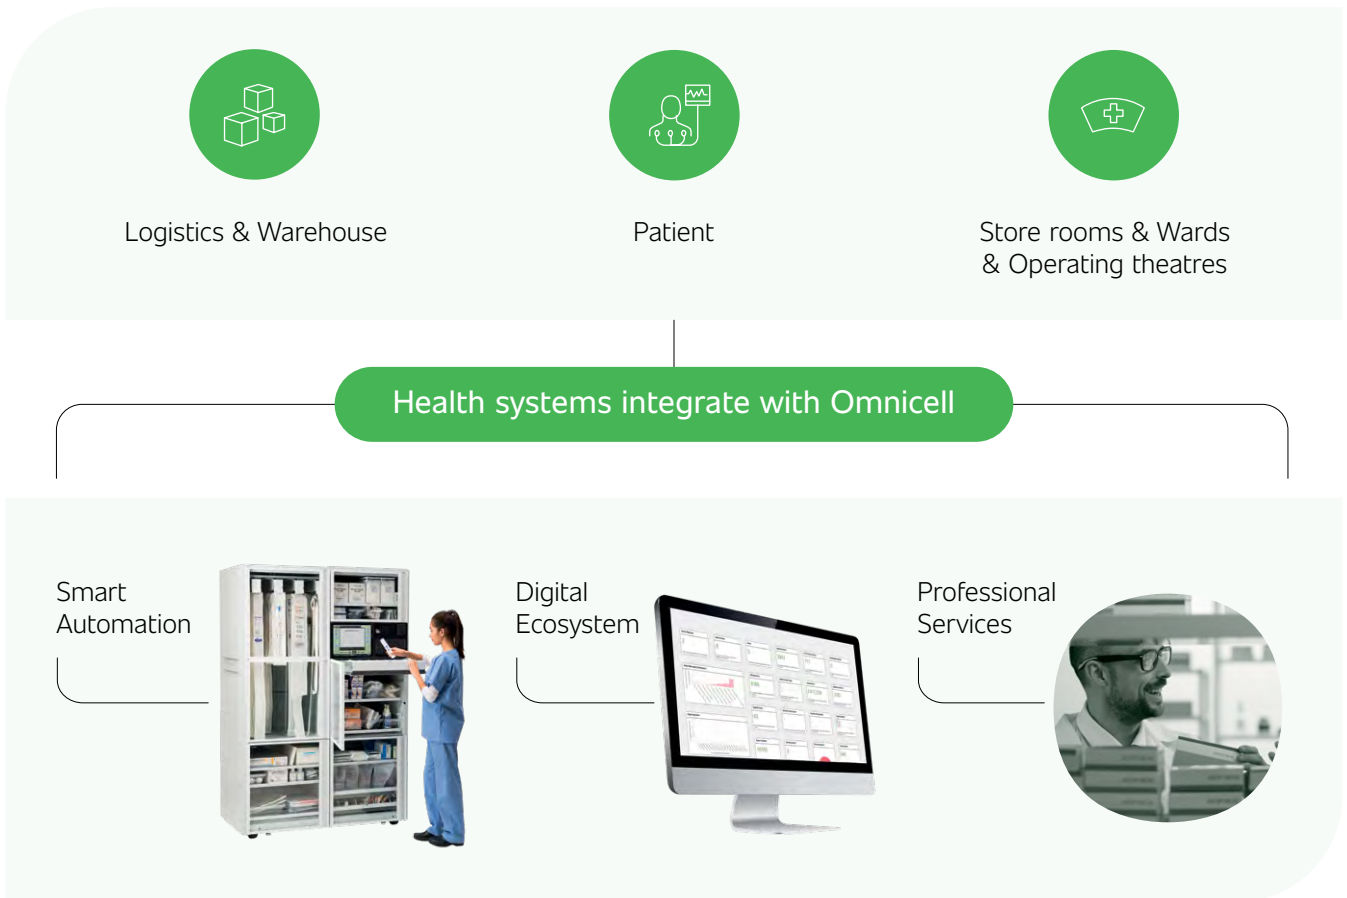 Logistics & Warehouse
Patient
Store rooms & Wards
& Operating theatres
Health systems integrate with Omnicell
Smart
Automation
Digital
Ecosystem
Professional
Services